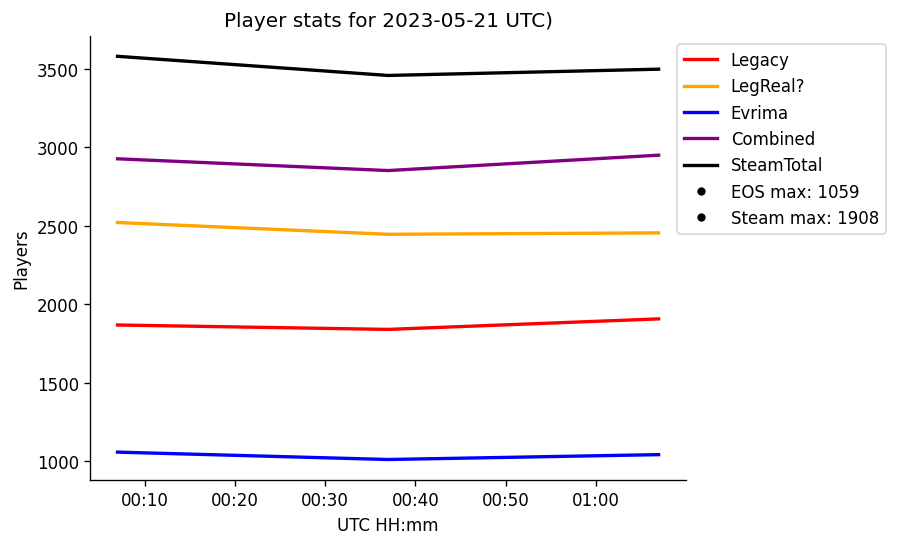 Player stats for 2023-05-21 UTC)
Legacy
LegReal?
Evrima
Combined
SteamTotal
EOS max: 1059
Steam max: 1908
3500
3000
2500
2000
1500
1000
Players
00:10
00:20
00:30
00:40
00:50
01:00
UTC HH:mm